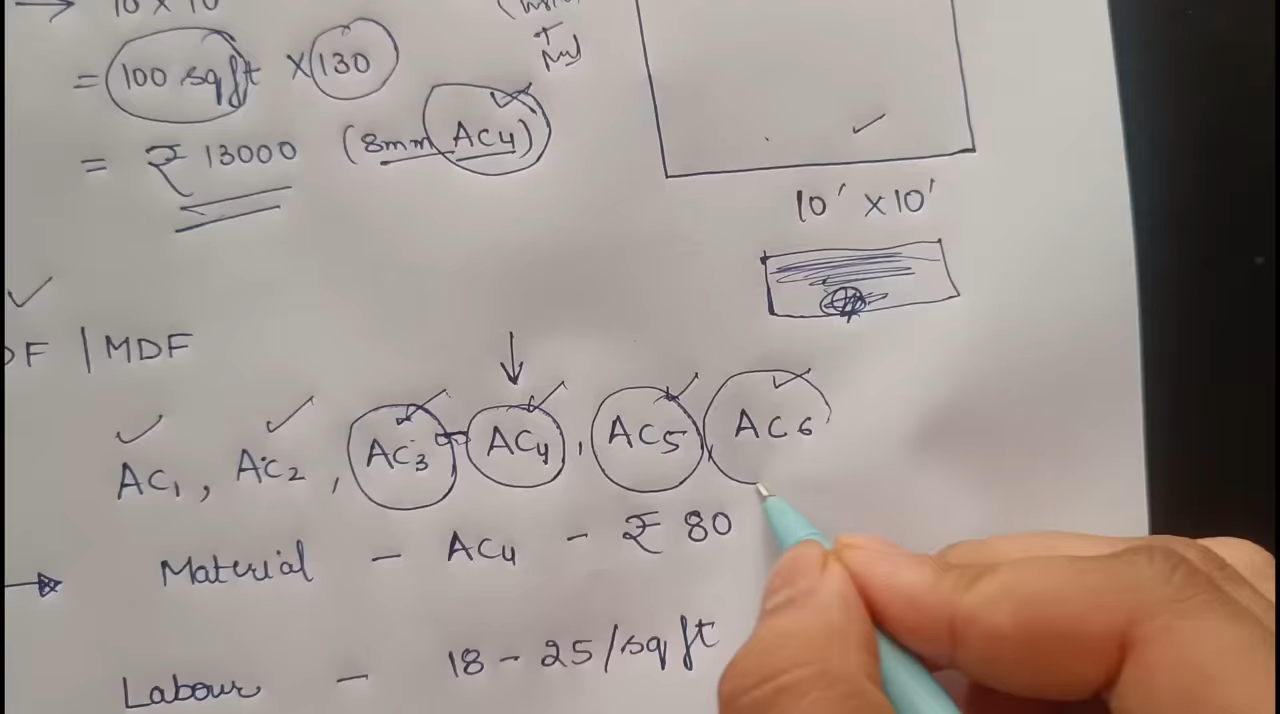 10 x 10
= 100 sqft x 130
= ₹ 13000 (8mm AC4)
10' x 10'
DF | MDF
AC1, AC2, AC3 - AC4, AC5, AC6
Material - AC4 - ₹ 80
Labour - 18 - 25/sqft